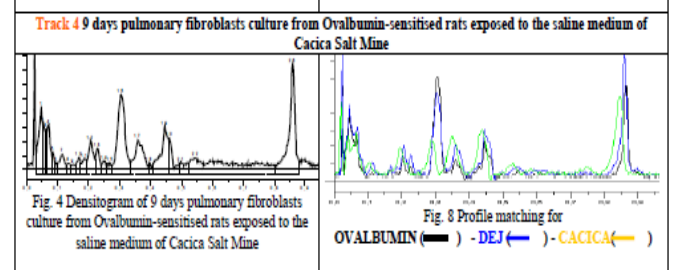 Track 4 9 days pulmonary fibroblasts culture from Ovalbumin-sensitised rats exposed to the saline medium of
Cacica Salt Mine
Fig. 4 Densitogram of 9 days pulmonary fibroblasts
culture from Ovalbumin-sensitised rats exposed to the
saline medium of Cacica Salt Mine
Fig. 8 Profile matching for
OVALBUMIN ( ) - DEJ ( ) - CACICA( )